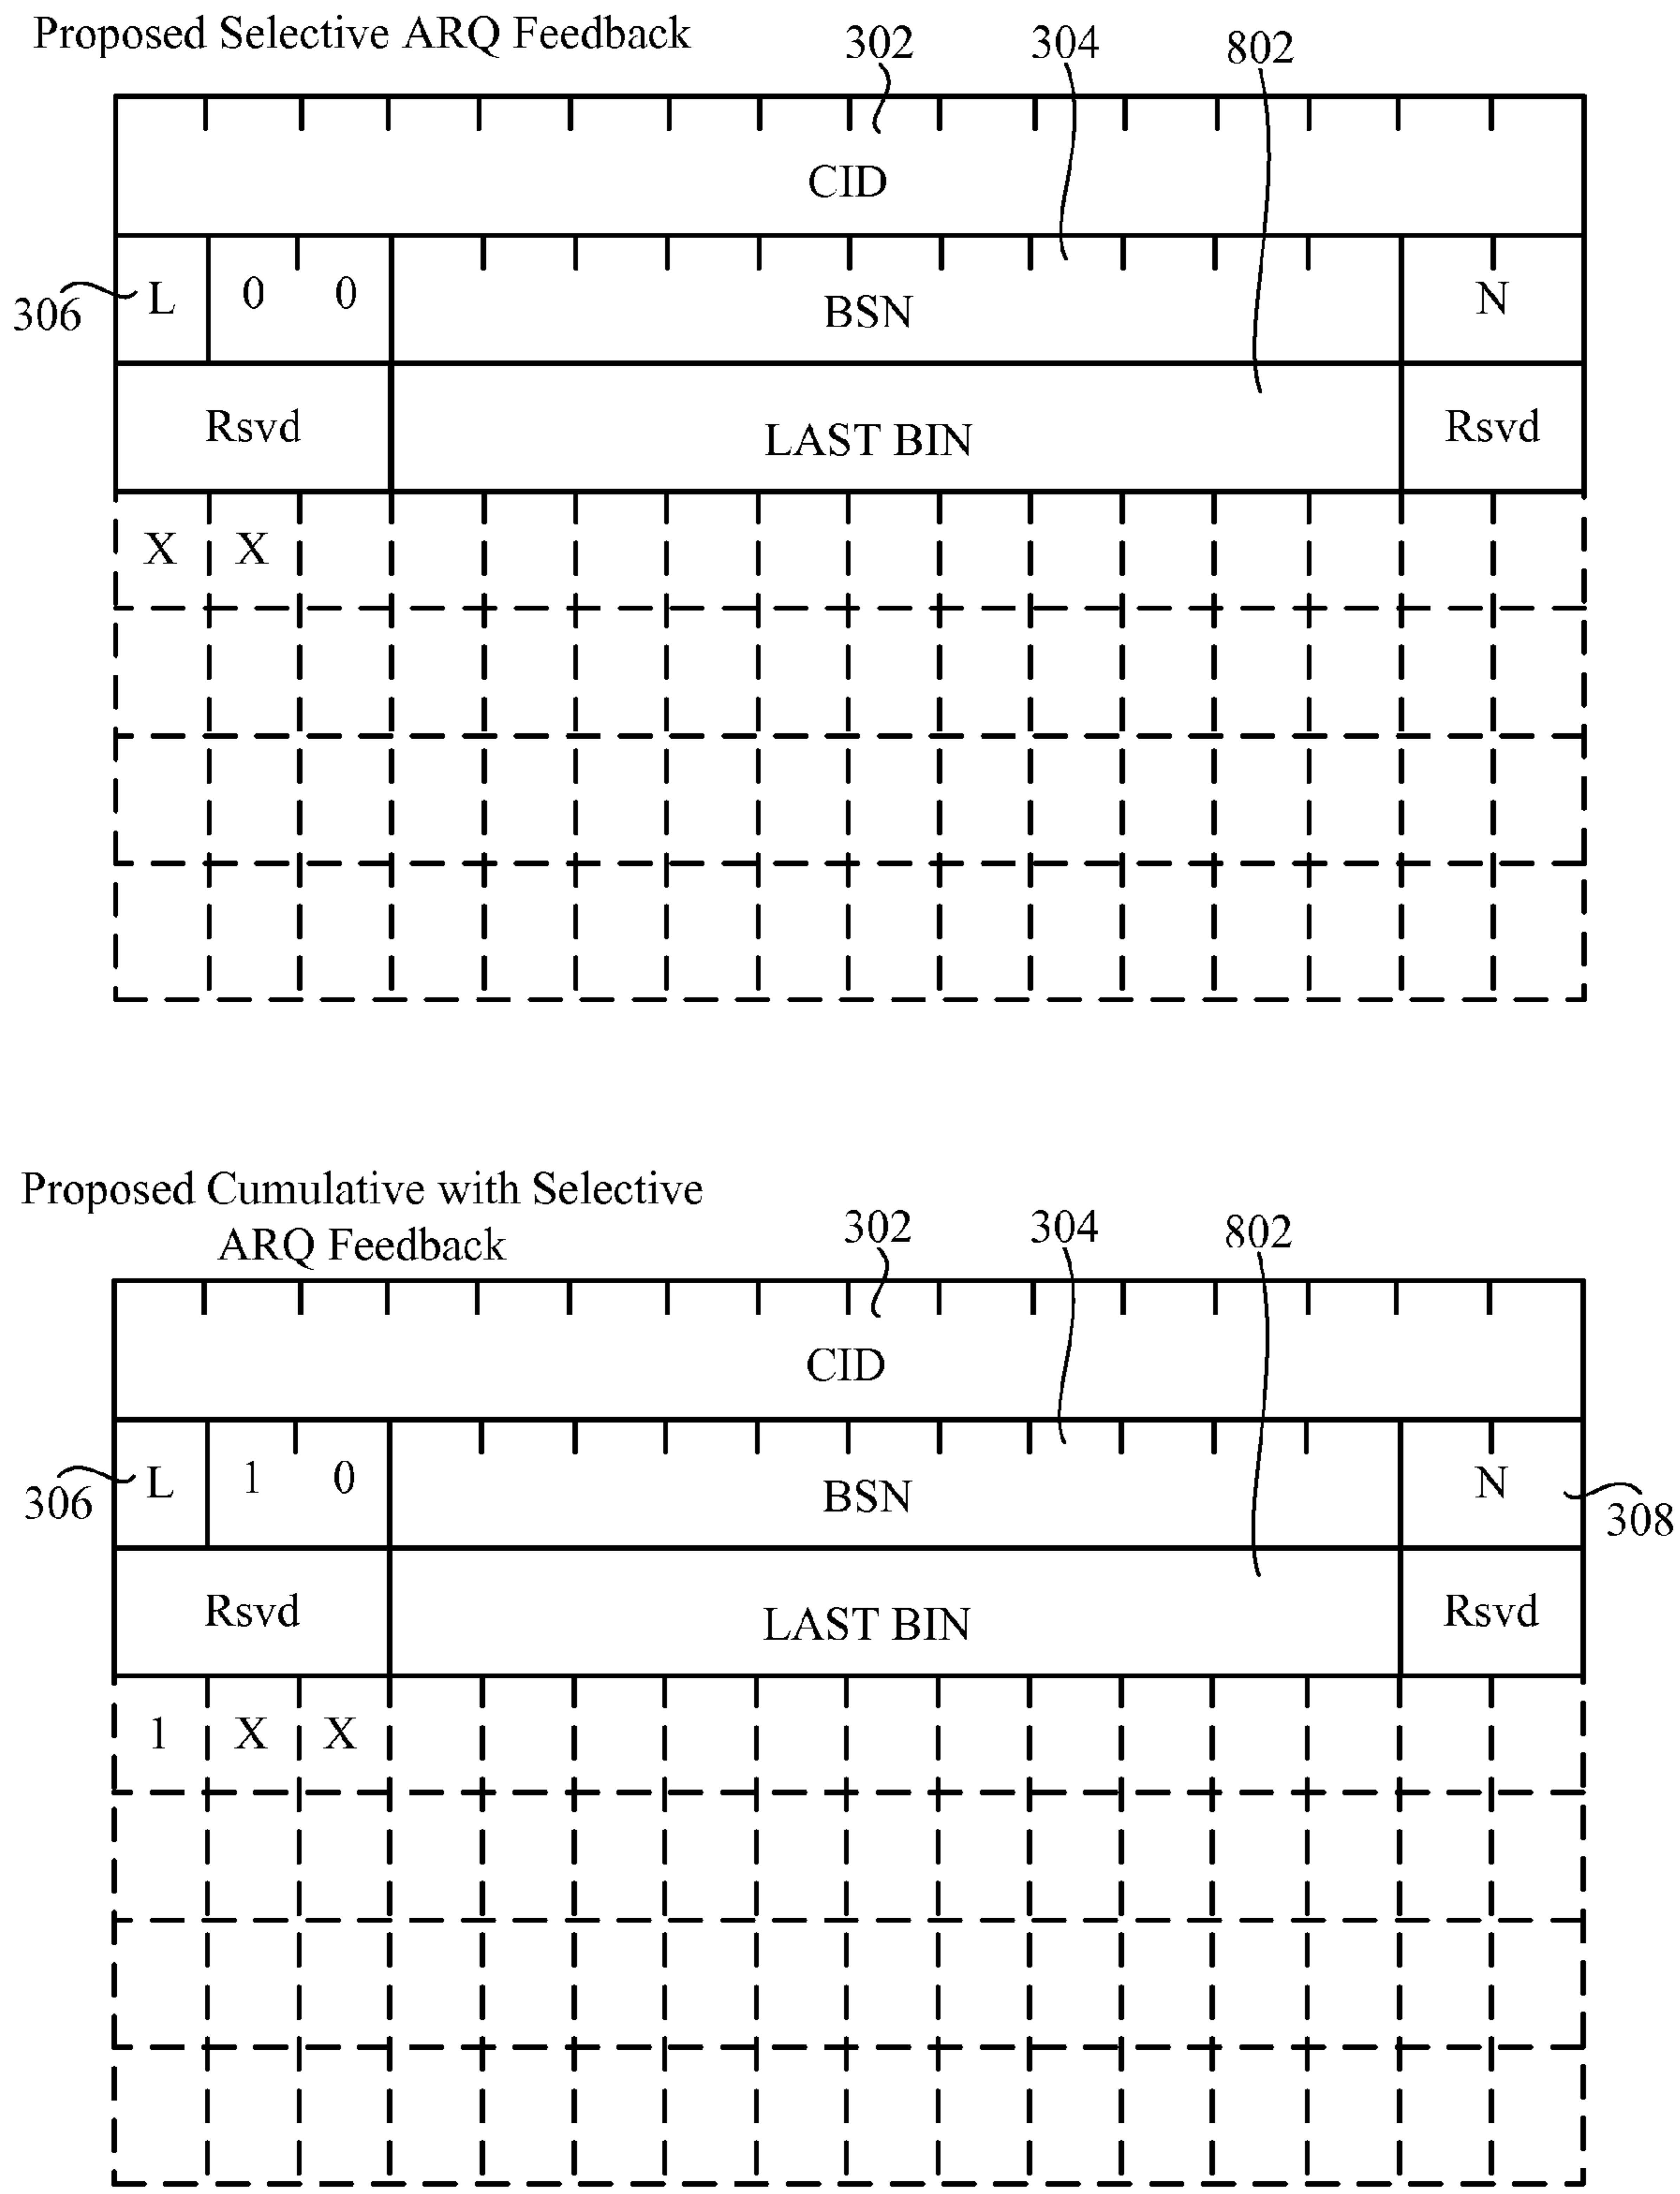 Proposed Selective ARQ Feedback
302 304 802
CID
306 L 0 0 BSN N
Rsvd LAST BIN Rsvd
X X
Proposed Cumulative with Selective
ARQ Feedback
302 304 802
CID
306 L 1 0 BSN N 308
Rsvd LAST BIN Rsvd
1 X X